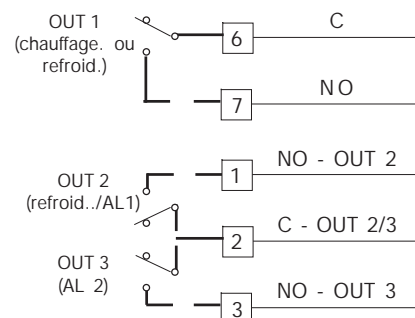 OUT 1
(chauffage. ou
refroid.)
6
C
7
NO
OUT 2
(refroid../AL1)
1
NO - OUT 2
2
C - OUT 2/3
OUT 3
(AL 2)
3
NO - OUT 3